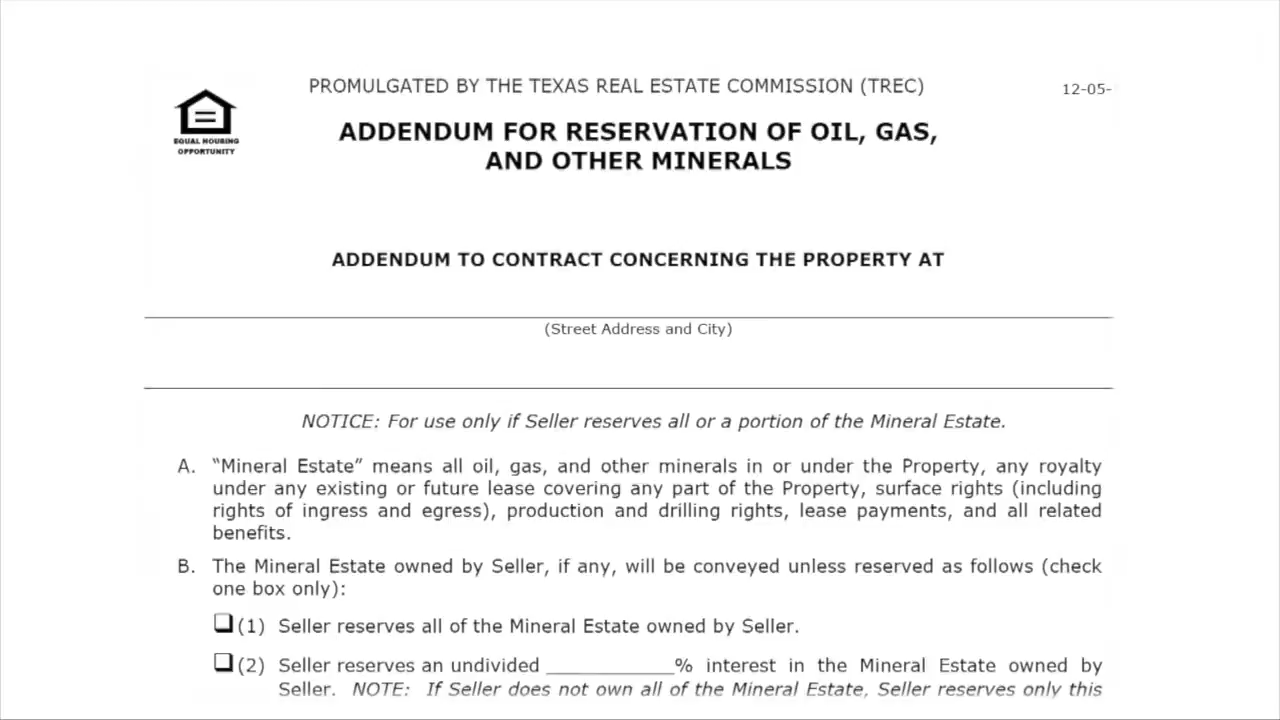 PROMULGATED BY THE TEXAS REAL ESTATE COMMISSION (TREC)
12-05-
EQUAL HOUSING
OPPORTUNITY
ADDENDUM FOR RESERVATION OF OIL, GAS,
AND OTHER MINERALS
ADDENDUM TO CONTRACT CONCERNING THE PROPERTY AT
(Street Address and City)
NOTICE: For use only if Seller reserves all or a portion of the Mineral Estate.
A. “Mineral Estate” means all oil, gas, and other minerals in or under the Property, any royalty
under any existing or future lease covering any part of the Property, surface rights (including
rights of ingress and egress), production and drilling rights, lease payments, and all related
benefits.
B. The Mineral Estate owned by Seller, if any, will be conveyed unless reserved as follows (check
one box only):
❏(1) Seller reserves all of the Mineral Estate owned by Seller.
❏(2) Seller reserves an undivided ____________% interest in the Mineral Estate owned by
Seller. NOTE: If Seller does not own all of the Mineral Estate, Seller reserves only this